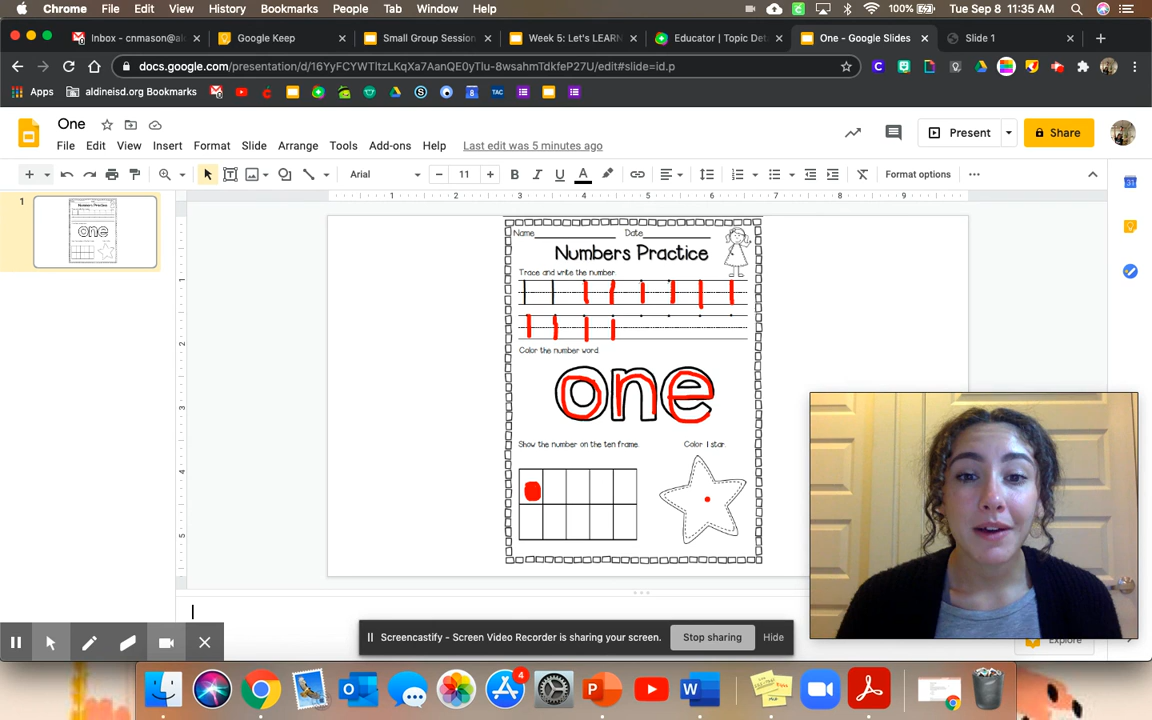 Chrome File Edit View History Bookmarks People Tab Window Help 100% Tue Sep 8 11:35 AM
Inbox - cnmason@al Google Keep Small Group Session Week 5: Let's LEARN Educator | Topic Det One - Google Slides Slide 1
docs.google.com/presentation/d/16YyFCYWTltzLKqXa7AanQE0yTlu-8wsahmTdkfeP27U/edit#slide=id.p
Apps aldineisd.org Bookmarks TAC
One
File Edit View Insert Format Slide Arrange Tools Add-ons Help Last edit was 5 minutes ago
Present Share
Arial 11 Format options
Name Date
Numbers Practice
Trace and write the number
Color the number word.
one
Show the number on the ten frame. Color 1 star.
Screencastify - Screen Video Recorder is sharing your screen. Stop sharing Hide
Explore